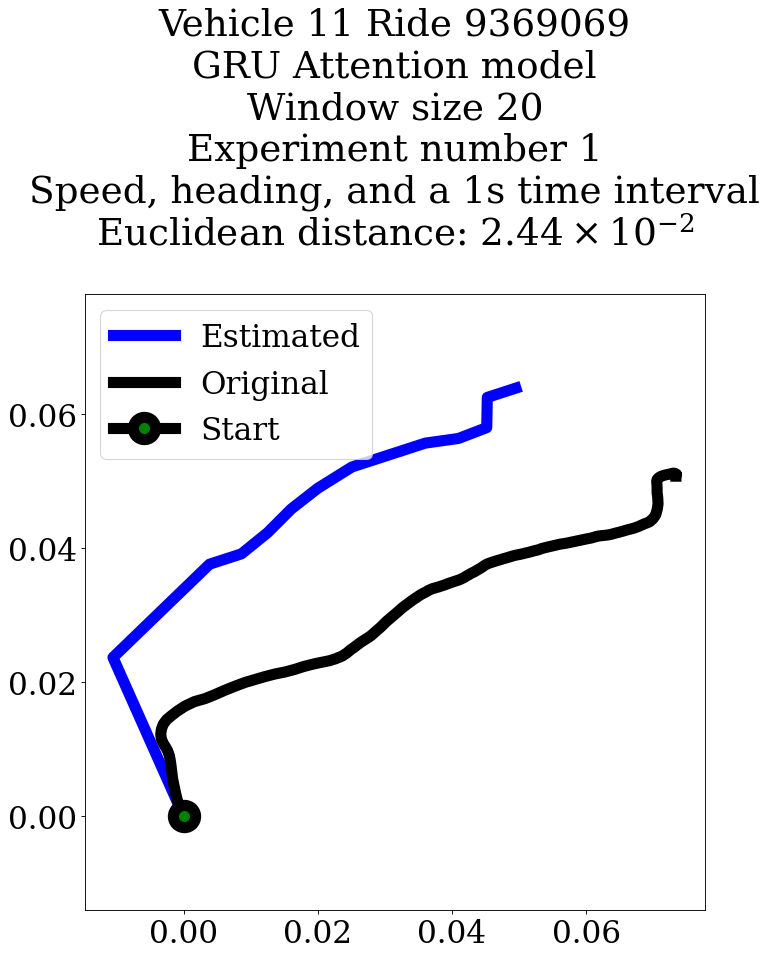 Vehicle 11 Ride 9369069
GRU Attention model
Window size 20
Experiment number 1
Speed, heading, and a 1s time interval
Euclidean distance: 2.44 × 10⁻²
Estimated
Original
Start
0.06
0.04
0.02
0.00
0.00 0.02 0.04 0.06